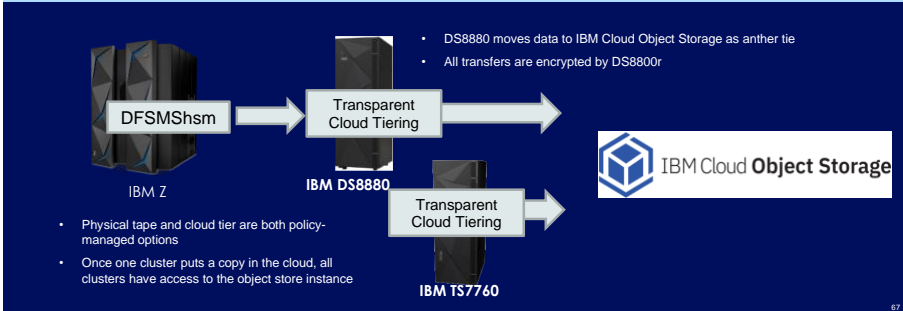 • DS8880 moves data to IBM Cloud Object Storage as anther tie
• All transfers are encrypted by DS8800r
DFSMShsm
Transparent
Cloud Tiering
IBM Cloud Object Storage
IBM Z
IBM DS8880
Transparent
Cloud Tiering
• Physical tape and cloud tier are both policy-
managed options
• Once one cluster puts a copy in the cloud, all
clusters have access to the object store instance
IBM TS7760
67